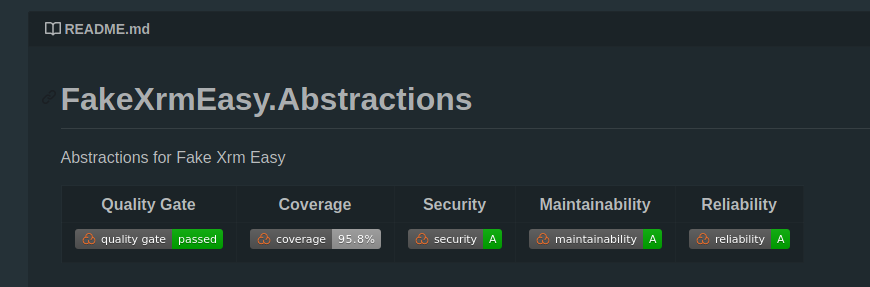 README.md
FakeXrmEasy.Abstractions
Abstractions for Fake Xrm Easy
Quality Gate Coverage Security Maintainability Reliability
quality gate passed coverage 95.8% security A maintainability A reliability A